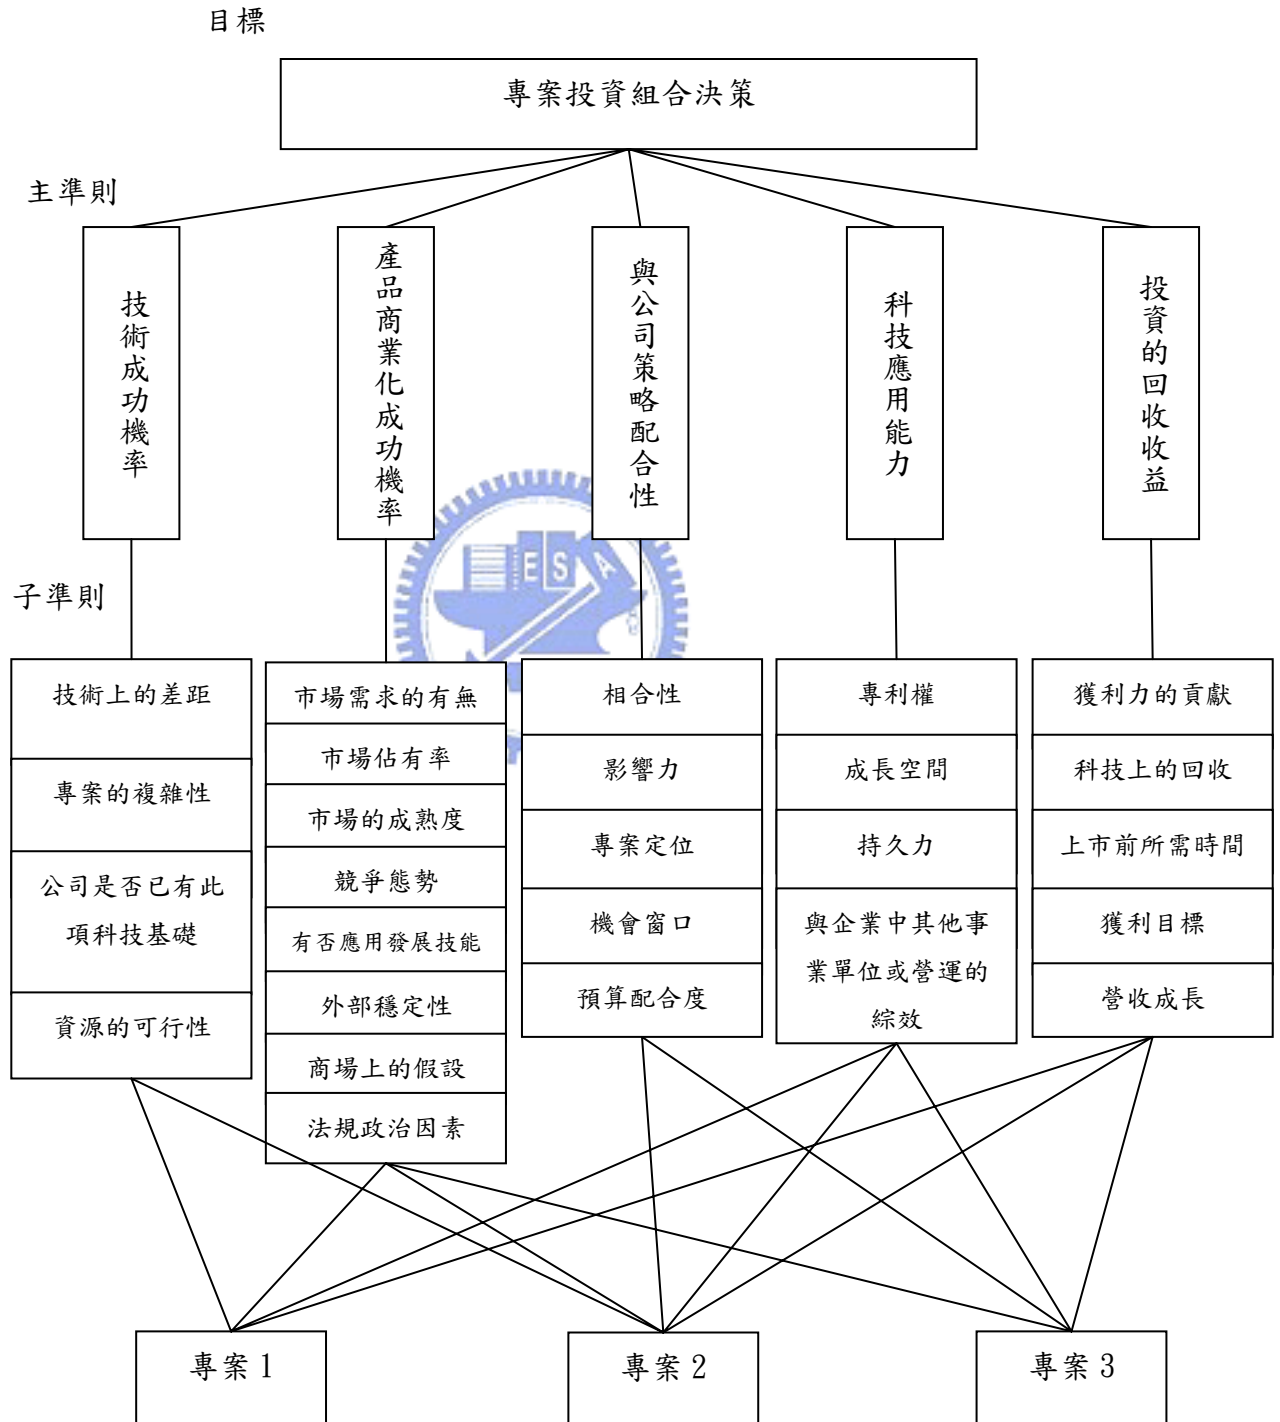 目標
專案投資組合決策
主準則
技術成功機率
產品商業化成功機率
與公司策略配合性
科技應用能力
投資的回收收益
ESA
子準則
技術上的差距
專案的複雜性
公司是否已有此
項科技基礎
資源的可行性
市場需求的有無
市場佔有率
市場的成熟度
競爭態勢
有否應用發展技能
外部穩定性
商場上的假設
法規政治因素
相合性
影響力
專案定位
機會窗口
預算配合度
專利權
成長空間
持久力
與企業中其他事
業單位或營運的
綜效
獲利力的貢獻
科技上的回收
上市前所需時間
獲利目標
營收成長
專案 1
專案 2
專案 3